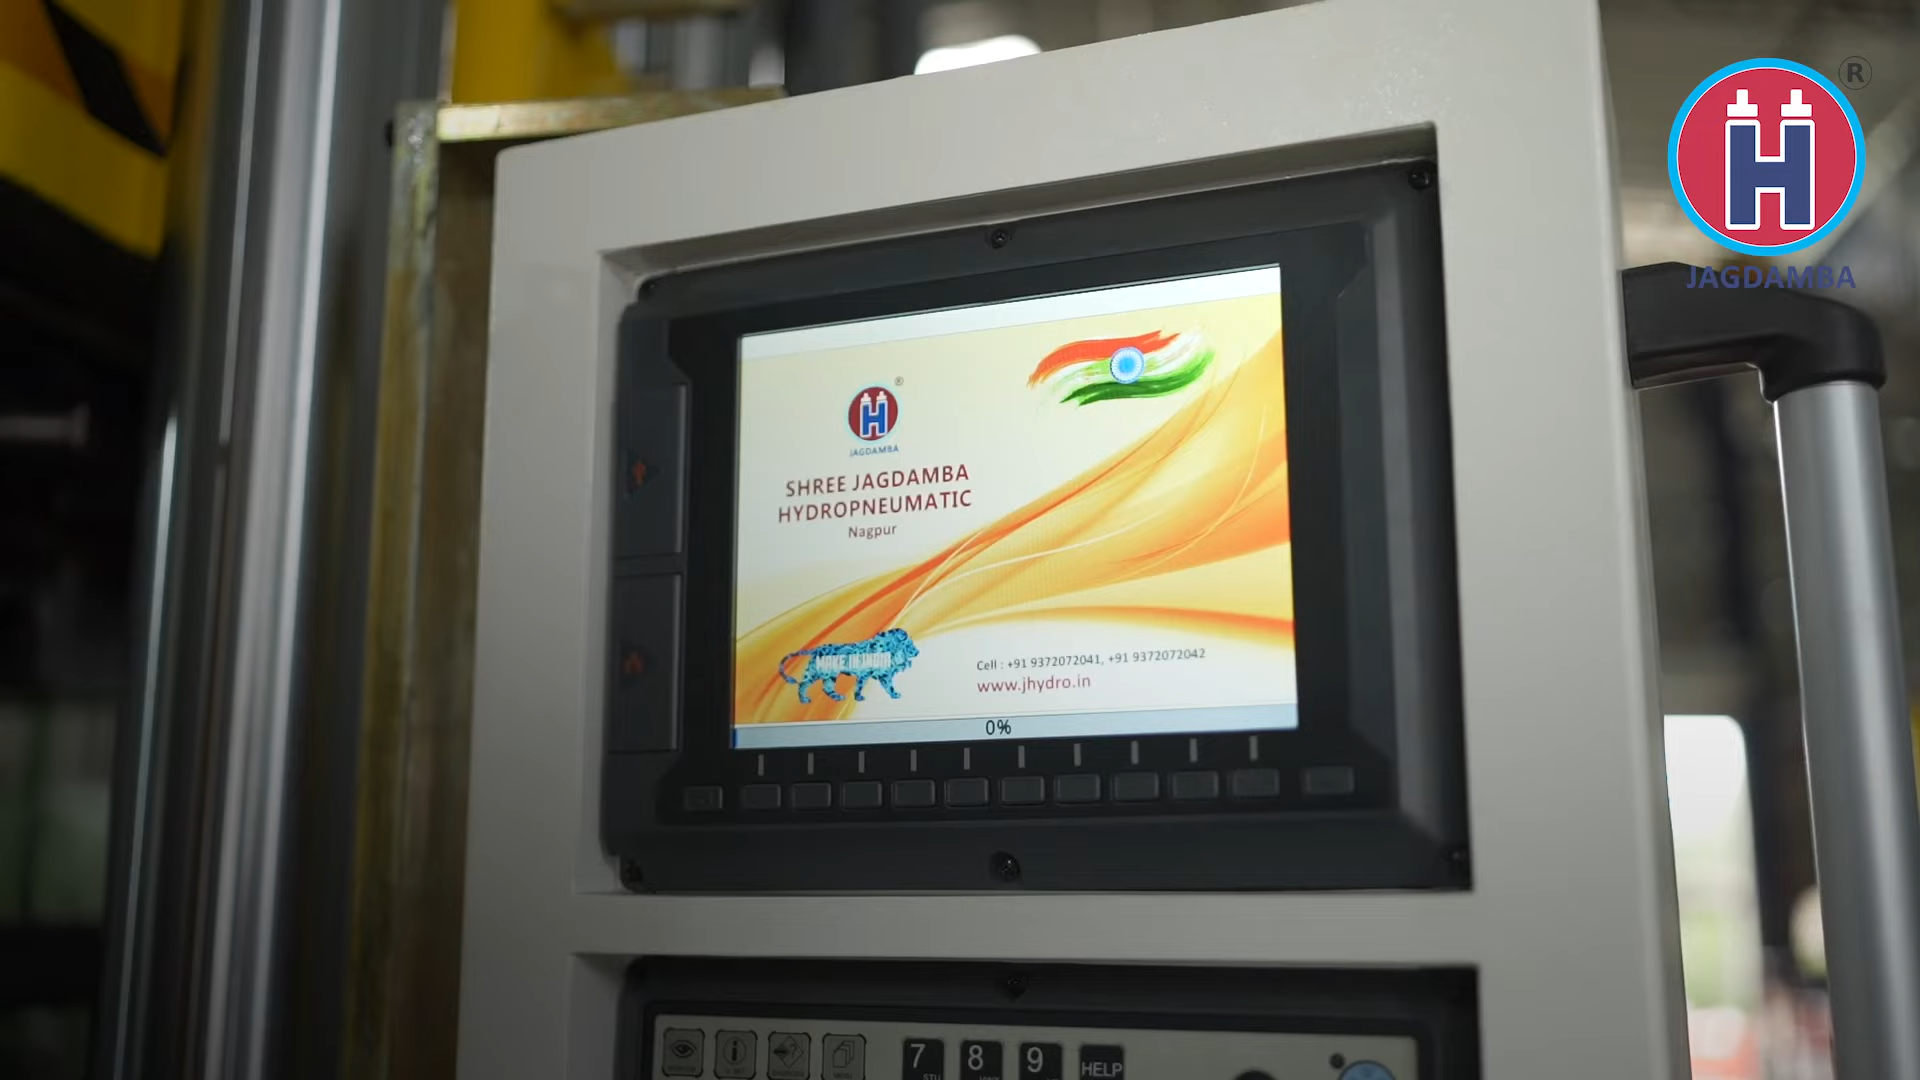 ®
JAGDAMBA
®
JAGDAMBA
SHREE JAGDAMBA
HYDROPNEUMATIC
Nagpur
MAKE IN INDIA
Cell : +91 9372072041, +91 9372072042
www.jhydro.in
0%
7 8 9 HELP
STU